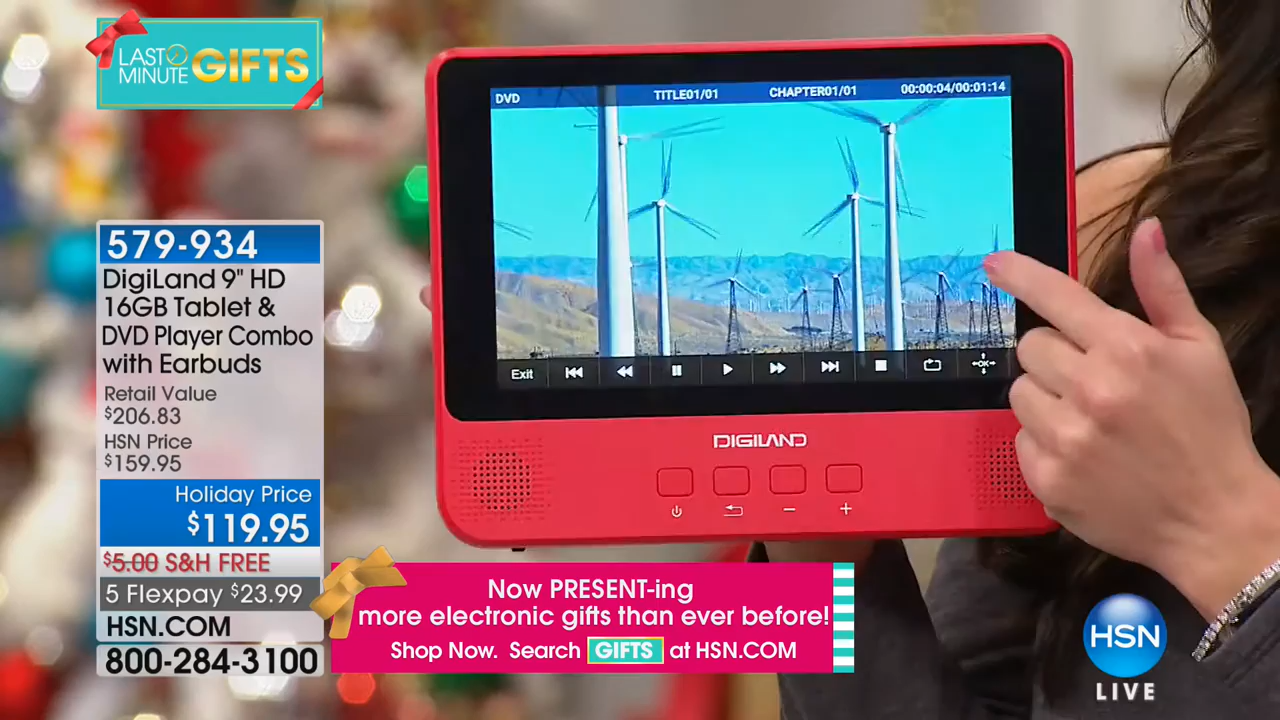 LAST
MINUTE
GIFTS
DVD TITLE01/01 CHAPTER01/01 00:00:04/00:01:14
Exit OK
DIGILAND
579-934
DigiLand 9" HD
16GB Tablet &
DVD Player Combo
with Earbuds
Retail Value
$206.83
HSN Price
$159.95
Holiday Price
$119.95
$5.00 S&H FREE
5 Flexpay $23.99
HSN.COM
800-284-3100
Now PRESENT-ing
more electronic gifts than ever before!
Shop Now. Search GIFTS at HSN.COM
HSN
LIVE